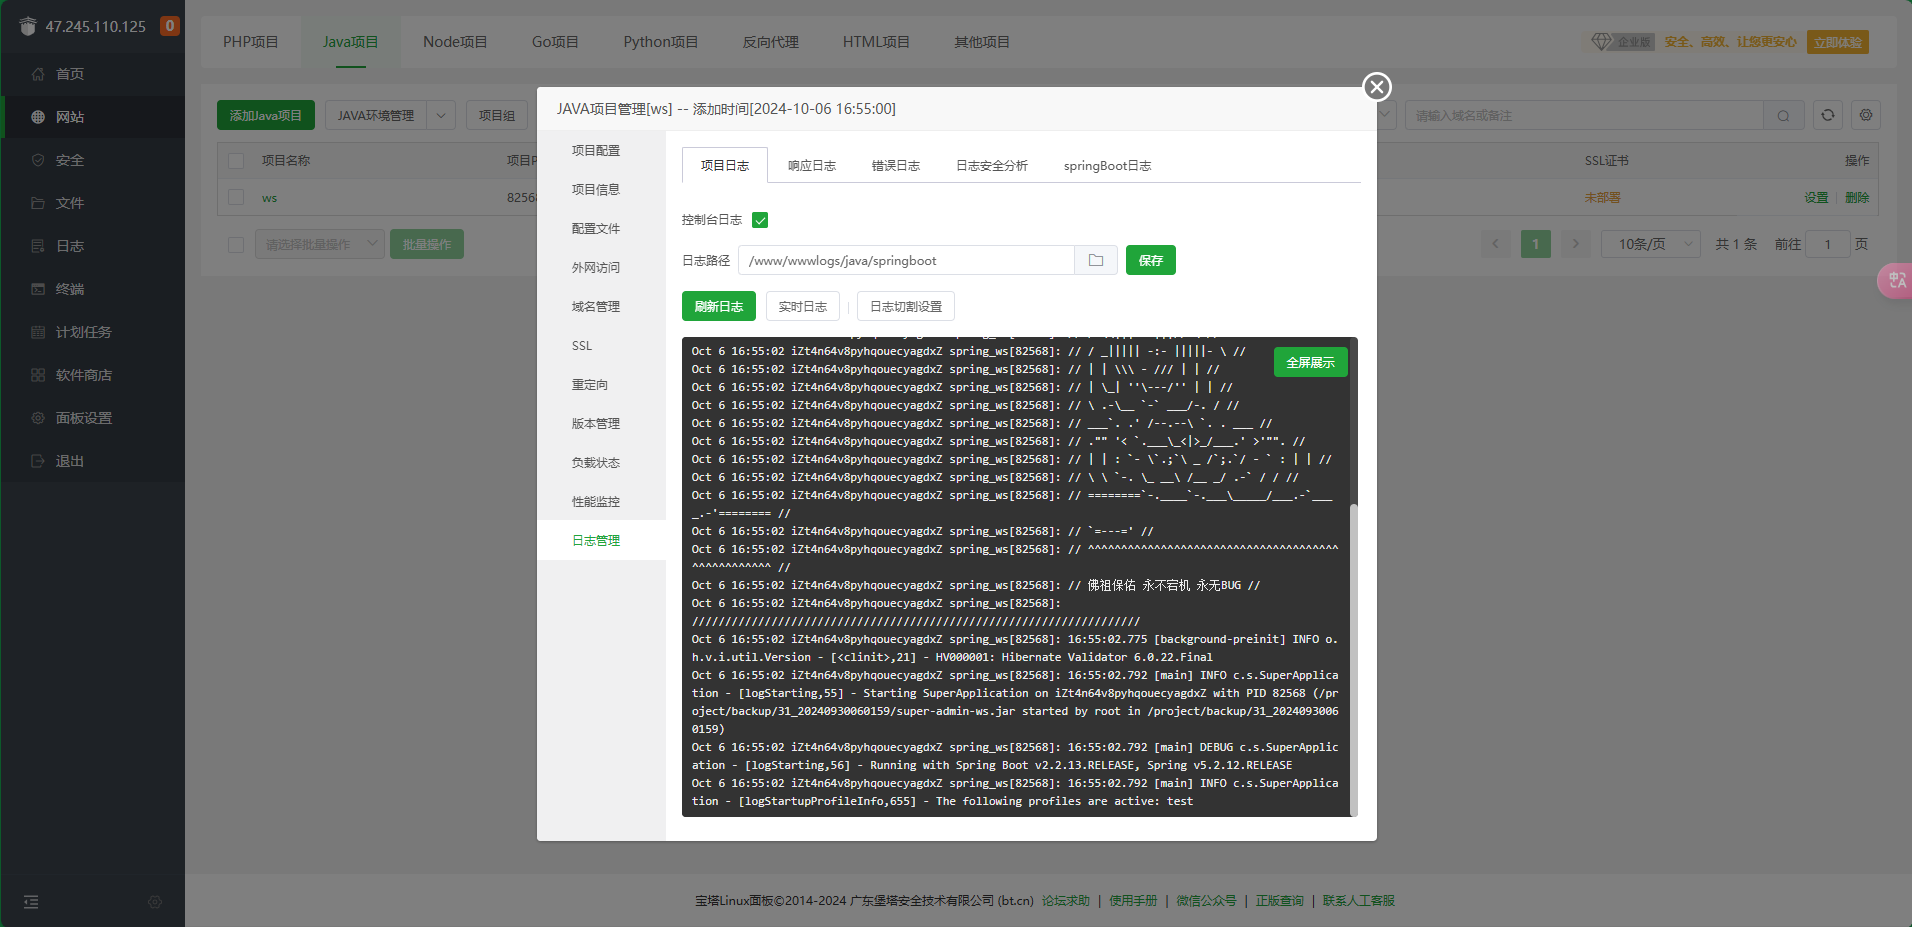 47.245.110.125 0
首页
网站
安全
文件
日志
终端
计划任务
软件商店
面板设置
退出
PHP项目 Java项目 Node项目 Go项目 Python项目 反向代理 HTML项目 其他项目
企业版 安全、高效、让您更安心 立即体验
添加Java项目 JAVA环境管理 项目组 请输入域名或备注
项目名称 项目P SSL证书 操作
ws 8256 未部署 设置 删除
请选择批量操作 批量操作 1 10条/页 共 1 条 前往 1 页
JAVA项目管理[ws] -- 添加时间[2024-10-06 16:55:00]
项目配置
项目信息
配置文件
外网访问
域名管理
SSL
重定向
版本管理
负载状态
性能监控
日志管理
项目日志 响应日志 错误日志 日志安全分析 springBoot日志
控制台日志
日志路径 /www/wwwlogs/java/springboot 保存
刷新日志 实时日志 日志切割设置
全屏展示
Oct 6 16:55:02 iZt4n64v8pyhqouecyagdxZ spring_ws[82568]: // / _||||| -:- |||||- \ //
Oct 6 16:55:02 iZt4n64v8pyhqouecyagdxZ spring_ws[82568]: // | | \\\ - /// | | //
Oct 6 16:55:02 iZt4n64v8pyhqouecyagdxZ spring_ws[82568]: // | \_| ''\---/'' | | //
Oct 6 16:55:02 iZt4n64v8pyhqouecyagdxZ spring_ws[82568]: // \ .-\__ `-` ___/-. / //
Oct 6 16:55:02 iZt4n64v8pyhqouecyagdxZ spring_ws[82568]: // ___`. .' /--.--\ `. . ___ //
Oct 6 16:55:02 iZt4n64v8pyhqouecyagdxZ spring_ws[82568]: // ."" '< `.___\_<|>_/___.' >'"". //
Oct 6 16:55:02 iZt4n64v8pyhqouecyagdxZ spring_ws[82568]: // | | : `- \`.;`\ _ /`;.`/ - ` : | | //
Oct 6 16:55:02 iZt4n64v8pyhqouecyagdxZ spring_ws[82568]: // \ \ `-. \_ __\ /__ _/ .-` / / //
Oct 6 16:55:02 iZt4n64v8pyhqouecyagdxZ spring_ws[82568]: // ========`-.____`-.___\_____/___.-`___
_.-'======== //
Oct 6 16:55:02 iZt4n64v8pyhqouecyagdxZ spring_ws[82568]: // `=---=' //
Oct 6 16:55:02 iZt4n64v8pyhqouecyagdxZ spring_ws[82568]: // ^^^^^^^^^^^^^^^^^^^^^^^^^^^^^^^^^^^^^^
^^^^^^^^^^^^ //
Oct 6 16:55:02 iZt4n64v8pyhqouecyagdxZ spring_ws[82568]: // 佛祖保佑 永不宕机 永无BUG //
Oct 6 16:55:02 iZt4n64v8pyhqouecyagdxZ spring_ws[82568]:
////////////////////////////////////////////////////////////////////
Oct 6 16:55:02 iZt4n64v8pyhqouecyagdxZ spring_ws[82568]: 16:55:02.775 [background-preinit] INFO o.
h.v.i.util.Version - [<clinit>,21] - HV000001: Hibernate Validator 6.0.22.Final
Oct 6 16:55:02 iZt4n64v8pyhqouecyagdxZ spring_ws[82568]: 16:55:02.792 [main] INFO c.s.SuperApplica
tion - [logStarting,55] - Starting SuperApplication on iZt4n64v8pyhqouecyagdxZ with PID 82568 (/pr
oject/backup/31_20240930060159/super-admin-ws.jar started by root in /project/backup/31_2024093006
0159)
Oct 6 16:55:02 iZt4n64v8pyhqouecyagdxZ spring_ws[82568]: 16:55:02.792 [main] DEBUG c.s.SuperApplic
ation - [logStarting,56] - Running with Spring Boot v2.2.13.RELEASE, Spring v5.2.12.RELEASE
Oct 6 16:55:02 iZt4n64v8pyhqouecyagdxZ spring_ws[82568]: 16:55:02.792 [main] INFO c.s.SuperApplica
tion - [logStartupProfileInfo,655] - The following profiles are active: test
宝塔Linux面板©2014-2024 广东堡塔安全技术有限公司 (bt.cn) 论坛求助 | 使用手册 | 微信公众号 | 正版查询 | 联系人工客服